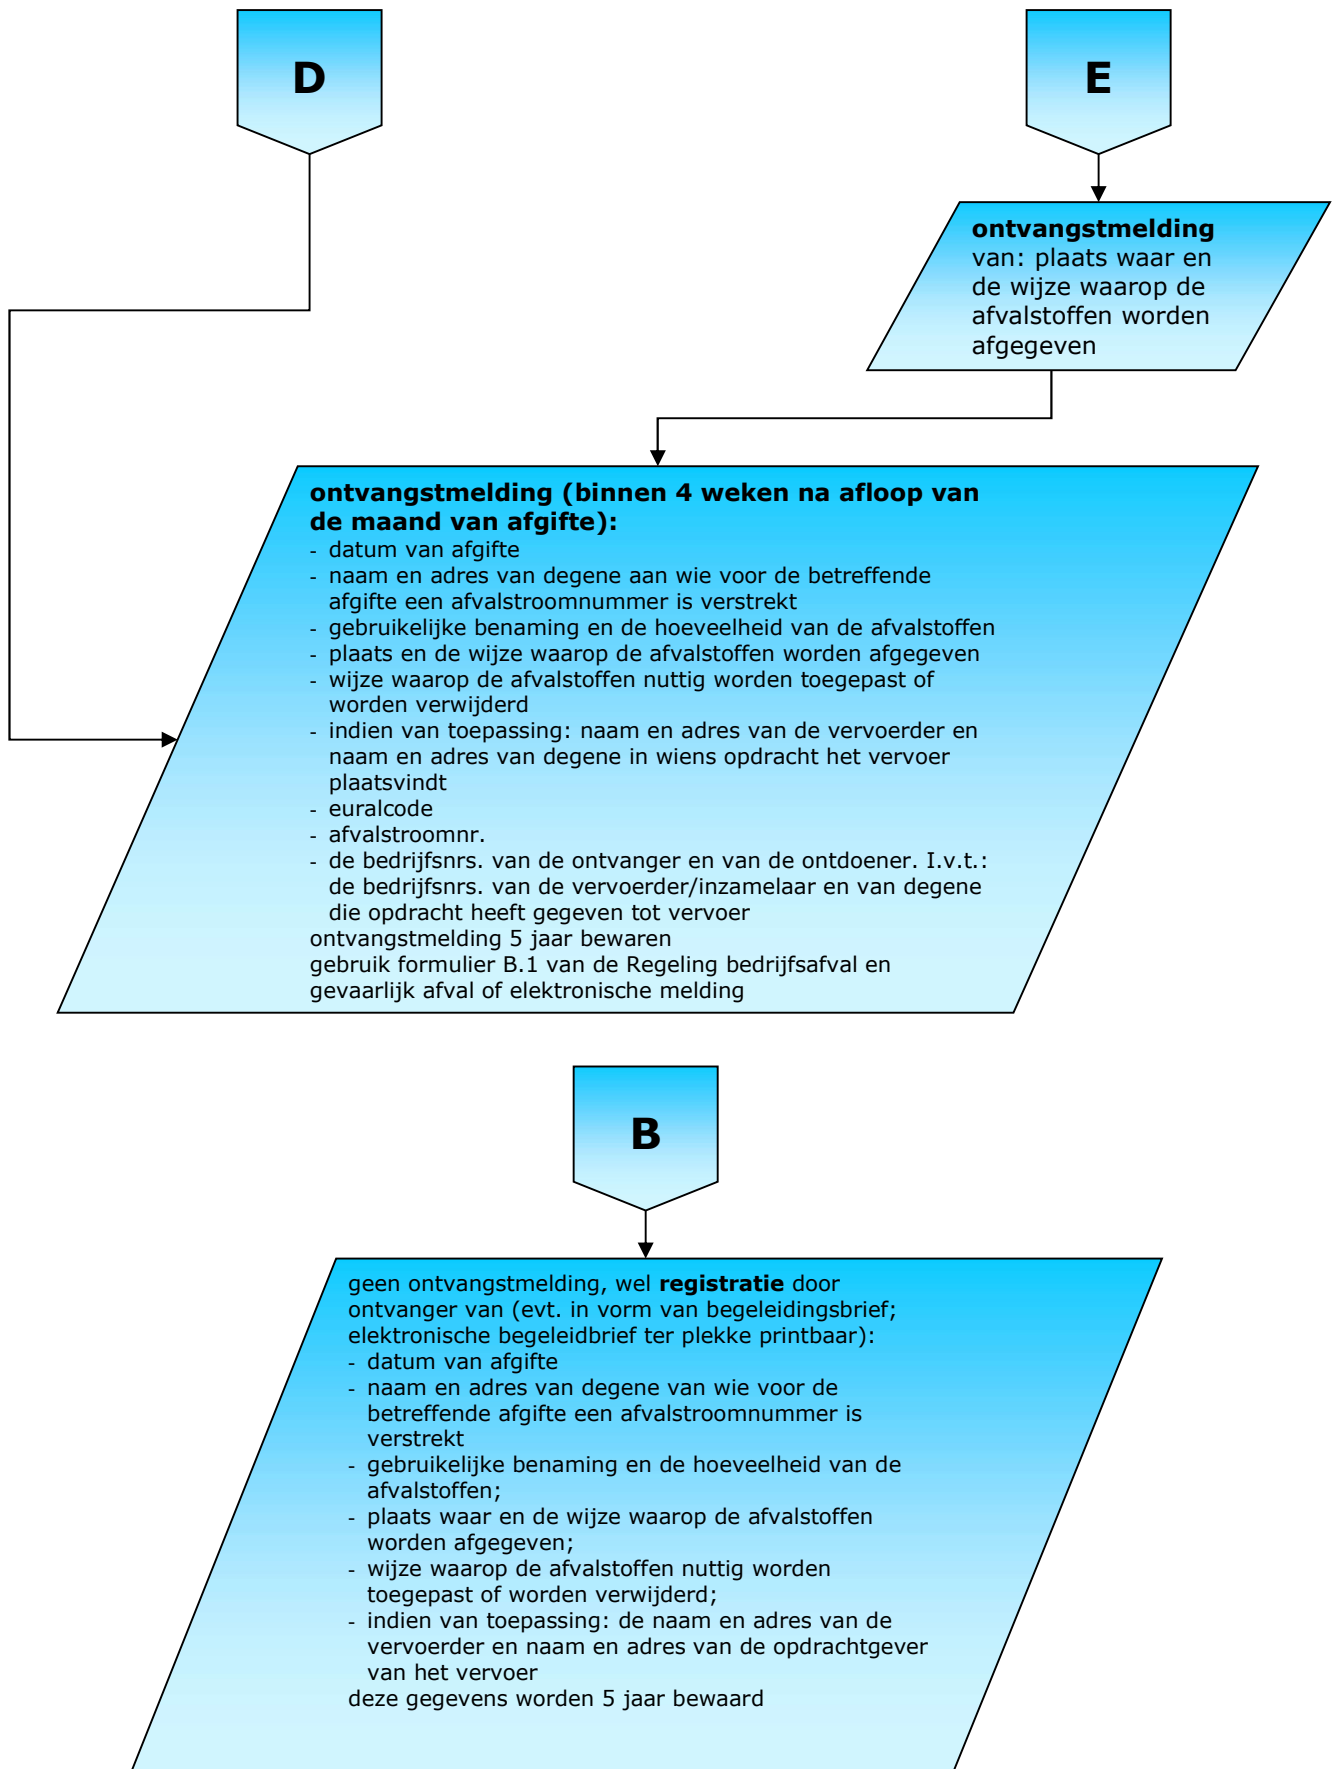 D
E
ontvangstmelding
van: plaats waar en
de wijze waarop de
afvalstoffen worden
afgegeven
ontvangstmelding (binnen 4 weken na afloop van
de maand van afgifte):
- datum van afgifte
- naam en adres van degene aan wie voor de betreffende
afgifte een afvalstroomnummer is verstrekt
- gebruikelijke benaming en de hoeveelheid van de afvalstoffen
- plaats en de wijze waarop de afvalstoffen worden afgegeven
- wijze waarop de afvalstoffen nuttig worden toegepast of
worden verwijderd
- indien van toepassing: naam en adres van de vervoerder en
naam en adres van degene in wiens opdracht het vervoer
plaatsvindt
- euralcode
- afvalstroomnr.
- de bedrijfsnrs. van de ontvanger en van de ontdoener. I.v.t.:
de bedrijfsnrs. van de vervoerder/inzamelaar en van degene
die opdracht heeft gegeven tot vervoer
ontvangstmelding 5 jaar bewaren
gebruik formulier B.1 van de Regeling bedrijfsafval en
gevaarlijk afval of elektronische melding
B
geen ontvangstmelding, wel registratie door
ontvanger van (evt. in vorm van begeleidingsbrief;
elektronische begeleidbrief ter plekke printbaar):
- datum van afgifte
- naam en adres van degene van wie voor de
betreffende afgifte een afvalstroomnummer is
verstrekt
- gebruikelijke benaming en de hoeveelheid van de
afvalstoffen;
- plaats waar en de wijze waarop de afvalstoffen
worden afgegeven;
- wijze waarop de afvalstoffen nuttig worden
toegepast of worden verwijderd;
- indien van toepassing: de naam en adres van de
vervoerder en naam en adres van de opdrachtgever
van het vervoer
deze gegevens worden 5 jaar bewaard